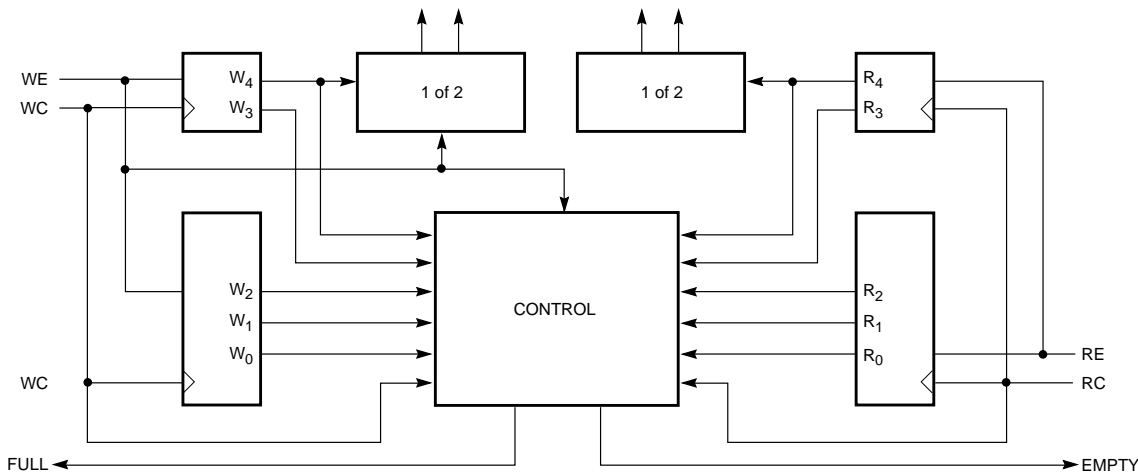 WE
WC
W4
W3
1 of 2
1 of 2
R4
R3
W2
W1
W0
CONTROL
R2
R1
R0
WC
RE
RC
FULL
EMPTY